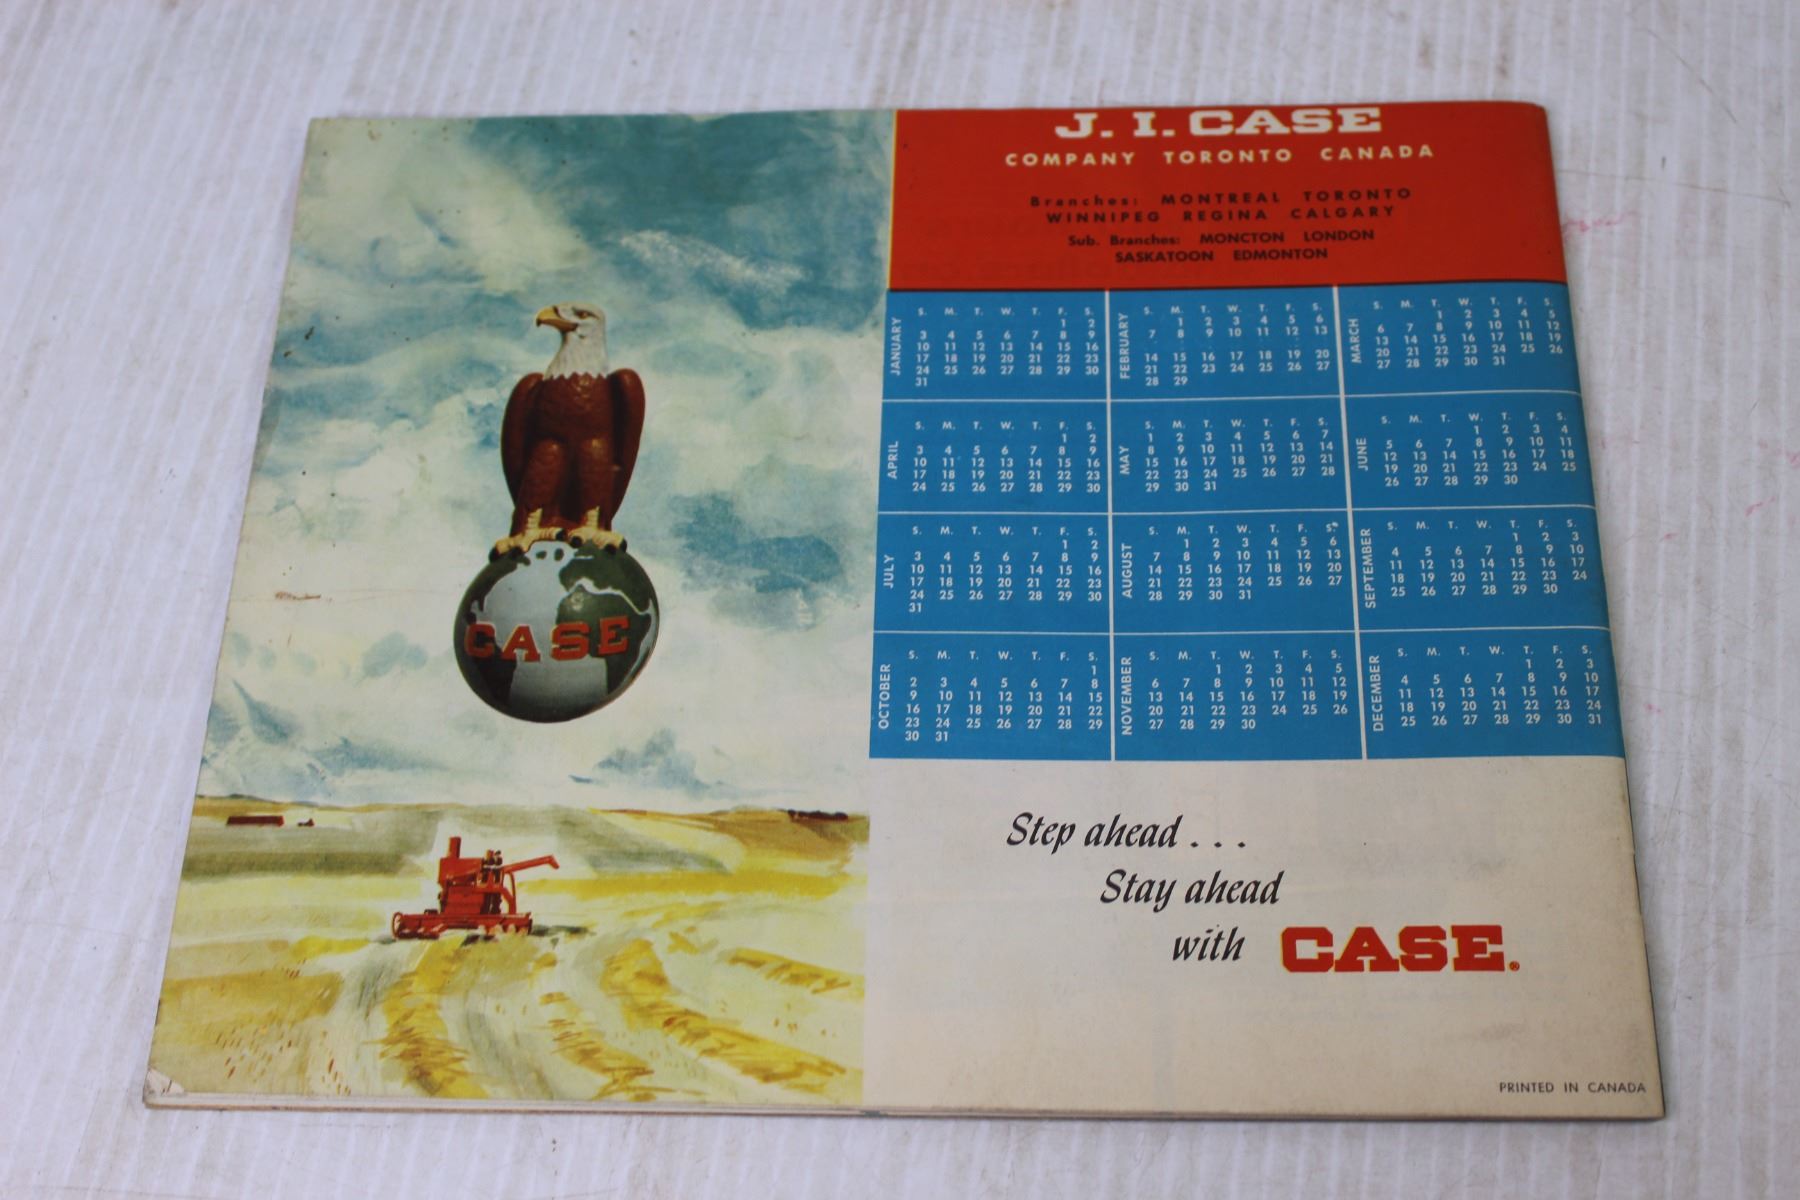 CASE
J. I. CASE
COMPANY TORONTO CANADA
Branches: MONTREAL TORONTO
WINNIPEG REGINA CALGARY
Sub. Branches: MONCTON LONDON
SASKATOON EDMONTON
JANUARY
S. M. T. W. T. F. S.
1 2
3 4 5 6 7 8 9
10 11 12 13 14 15 16
17 18 19 20 21 22 23
24 25 26 27 28 29 30
31
FEBRUARY
S. M. T. W. T. F. S.
1 2 3 4 5 6
7 8 9 10 11 12 13
14 15 16 17 18 19 20
21 22 23 24 25 26 27
28 29
MARCH
S. M. T. W. T. F. S.
1 2 3 4 5
6 7 8 9 10 11 12
13 14 15 16 17 18 19
20 21 22 23 24 25 26
27 28 29 30 31
APRIL
S. M. T. W. T. F. S.
1 2
3 4 5 6 7 8 9
10 11 12 13 14 15 16
17 18 19 20 21 22 23
24 25 26 27 28 29 30
MAY
S. M. T. W. T. F. S.
1 2 3 4 5 6 7
8 9 10 11 12 13 14
15 16 17 18 19 20 21
22 23 24 25 26 27 28
29 30 31
JUNE
S. M. T. W. T. F. S.
1 2 3 4
5 6 7 8 9 10 11
12 13 14 15 16 17 18
19 20 21 22 23 24 25
26 27 28 29 30
JULY
S. M. T. W. T. F. S.
1 2
3 4 5 6 7 8 9
10 11 12 13 14 15 16
17 18 19 20 21 22 23
24 25 26 27 28 29 30
31
AUGUST
S. M. T. W. T. F. S.
1 2 3 4 5 6
7 8 9 10 11 12 13
14 15 16 17 18 19 20
21 22 23 24 25 26 27
28 29 30 31
SEPTEMBER
S. M. T. W. T. F. S.
1 2 3
4 5 6 7 8 9 10
11 12 13 14 15 16 17
18 19 20 21 22 23 24
25 26 27 28 29 30
OCTOBER
S. M. T. W. T. F. S.
1
2 3 4 5 6 7 8
9 10 11 12 13 14 15
16 17 18 19 20 21 22
23 24 25 26 27 28 29
30 31
NOVEMBER
S. M. T. W. T. F. S.
1 2 3 4 5
6 7 8 9 10 11 12
13 14 15 16 17 18 19
20 21 22 23 24 25 26
27 28 29 30
DECEMBER
S. M. T. W. T. F. S.
1 2 3
4 5 6 7 8 9 10
11 12 13 14 15 16 17
18 19 20 21 22 23 24
25 26 27 28 29 30 31
Step ahead . . .
Stay ahead
with CASE.®
PRINTED IN CANADA